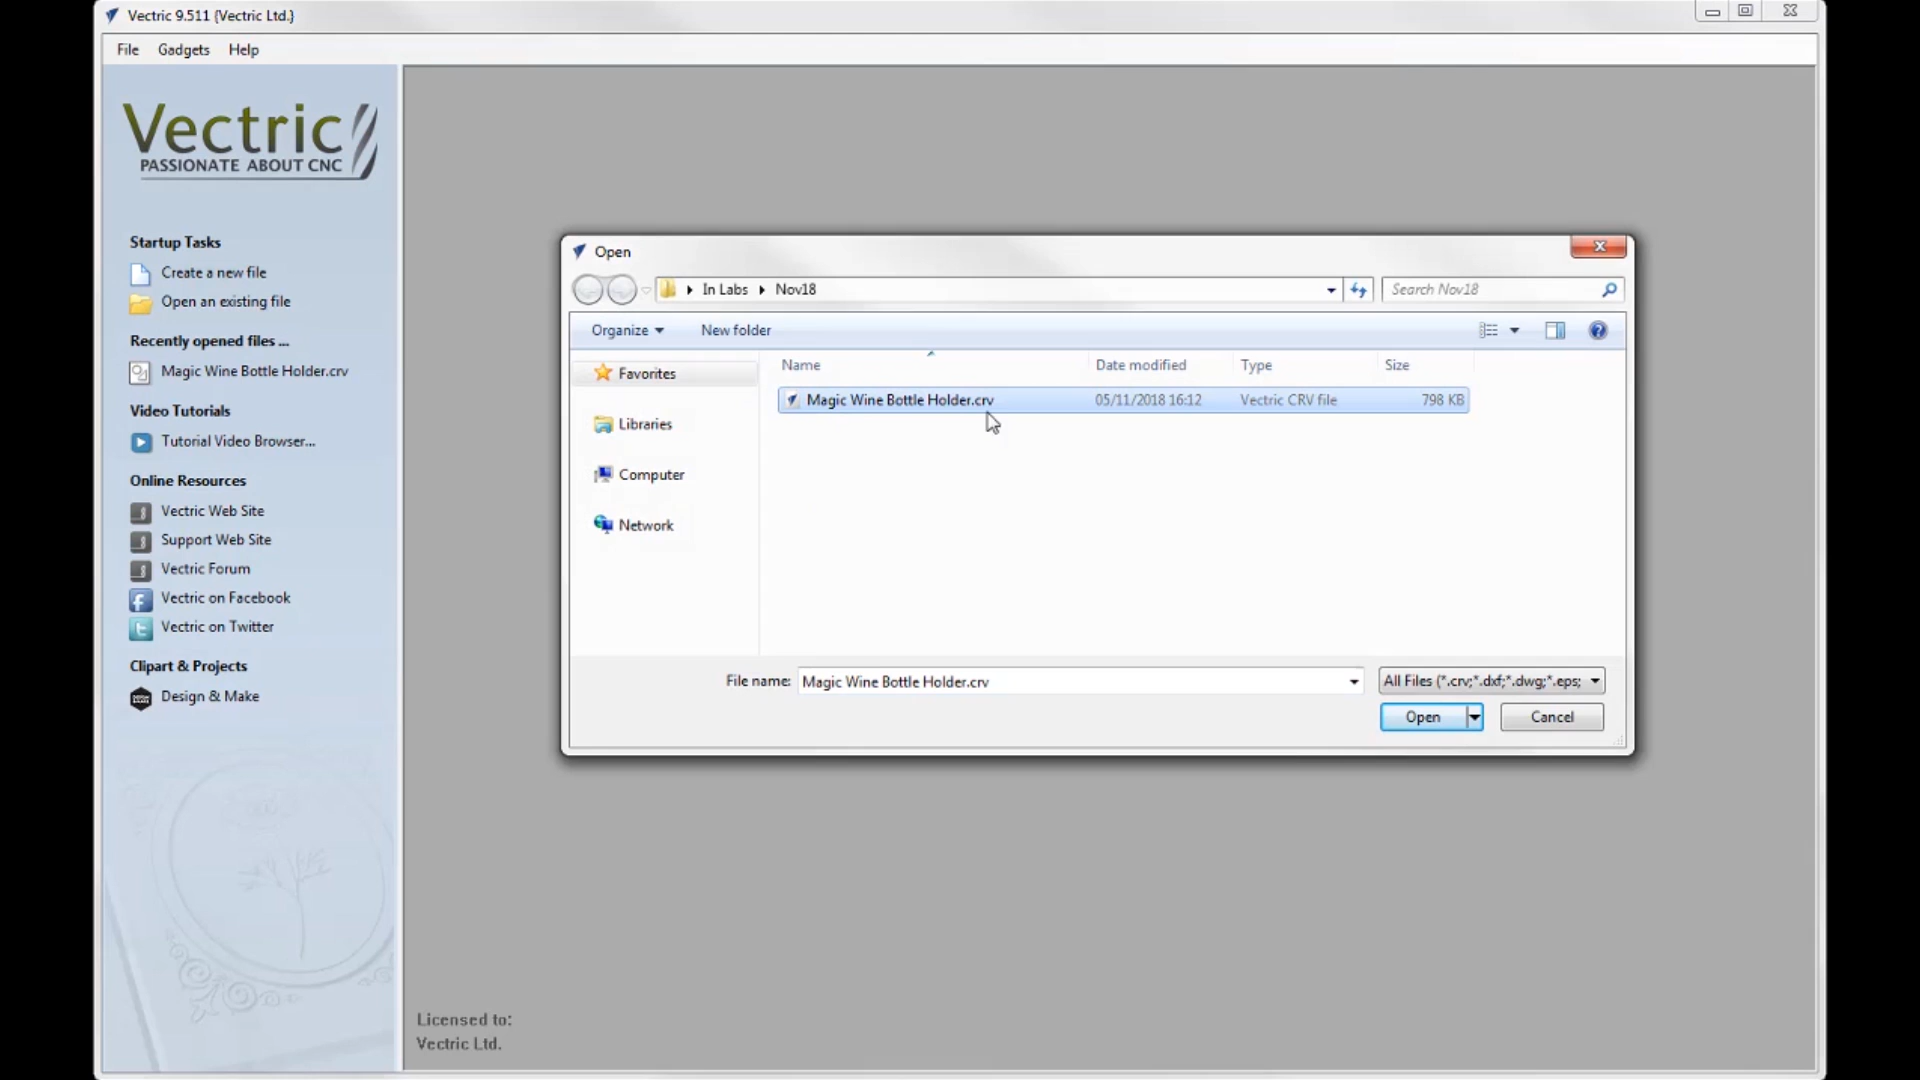 Vectric 9.511 {Vectric Ltd.}
File Gadgets Help
Vectric
PASSIONATE ABOUT CNC
Startup Tasks
Create a new file
Open an existing file
Recently opened files ...
Magic Wine Bottle Holder.crv
Video Tutorials
Tutorial Video Browser...
Online Resources
Vectric Web Site
Support Web Site
Vectric Forum
Vectric on Facebook
Vectric on Twitter
Clipart & Projects
Design & Make
Open
In Labs Nov18
Search Nov18
Organize New folder
Name Date modified Type Size
Favorites
Magic Wine Bottle Holder.crv 05/11/2018 16:12 Vectric CRV file 798 KB
Libraries
Computer
Network
File name: Magic Wine Bottle Holder.crv All Files (*.crv;*.dxf;*.dwg;*.eps;
Open Cancel
Licensed to:
Vectric Ltd.